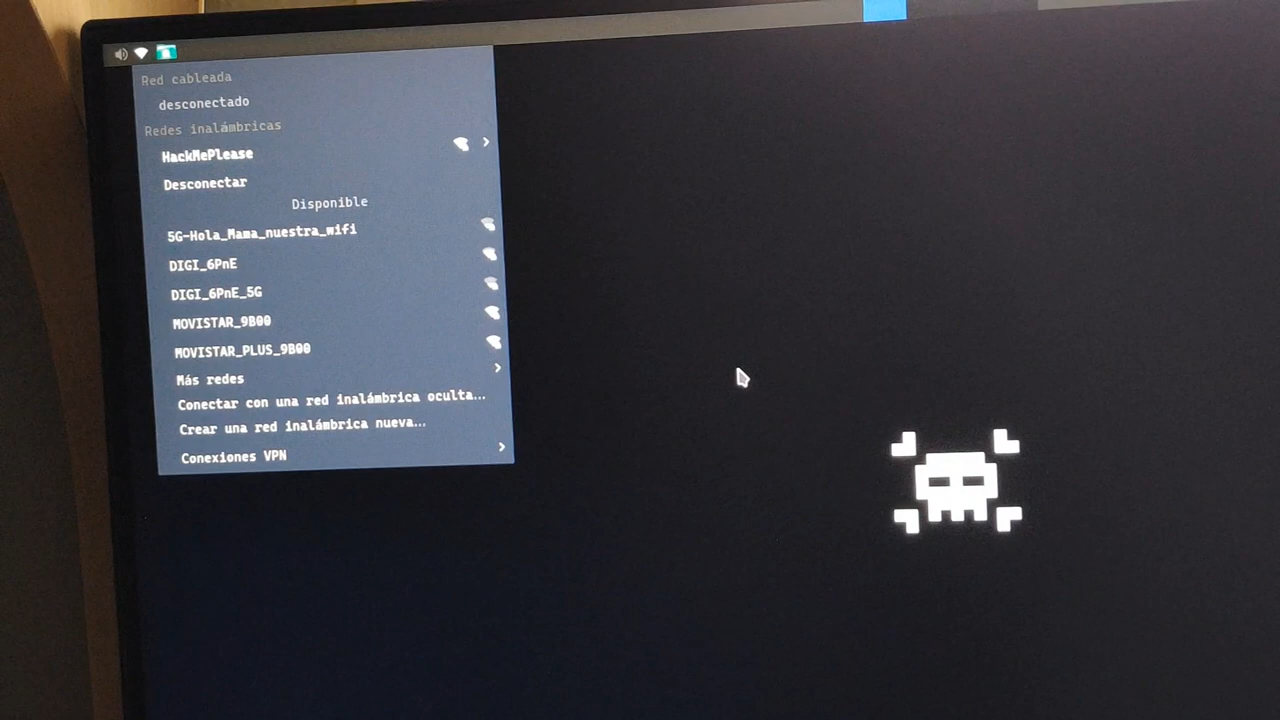 Red cableada
desconectado
Redes inalámbricas
HackMePlease
Desconectar
Disponible
5G-Hola_Mama_nuestra_wifi
DIGI_6PnE
DIGI_6PnE_5G
MOVISTAR_9B00
MOVISTAR_PLUS_9B00
Más redes
Conectar con una red inalámbrica oculta...
Crear una red inalámbrica nueva...
Conexiones VPN